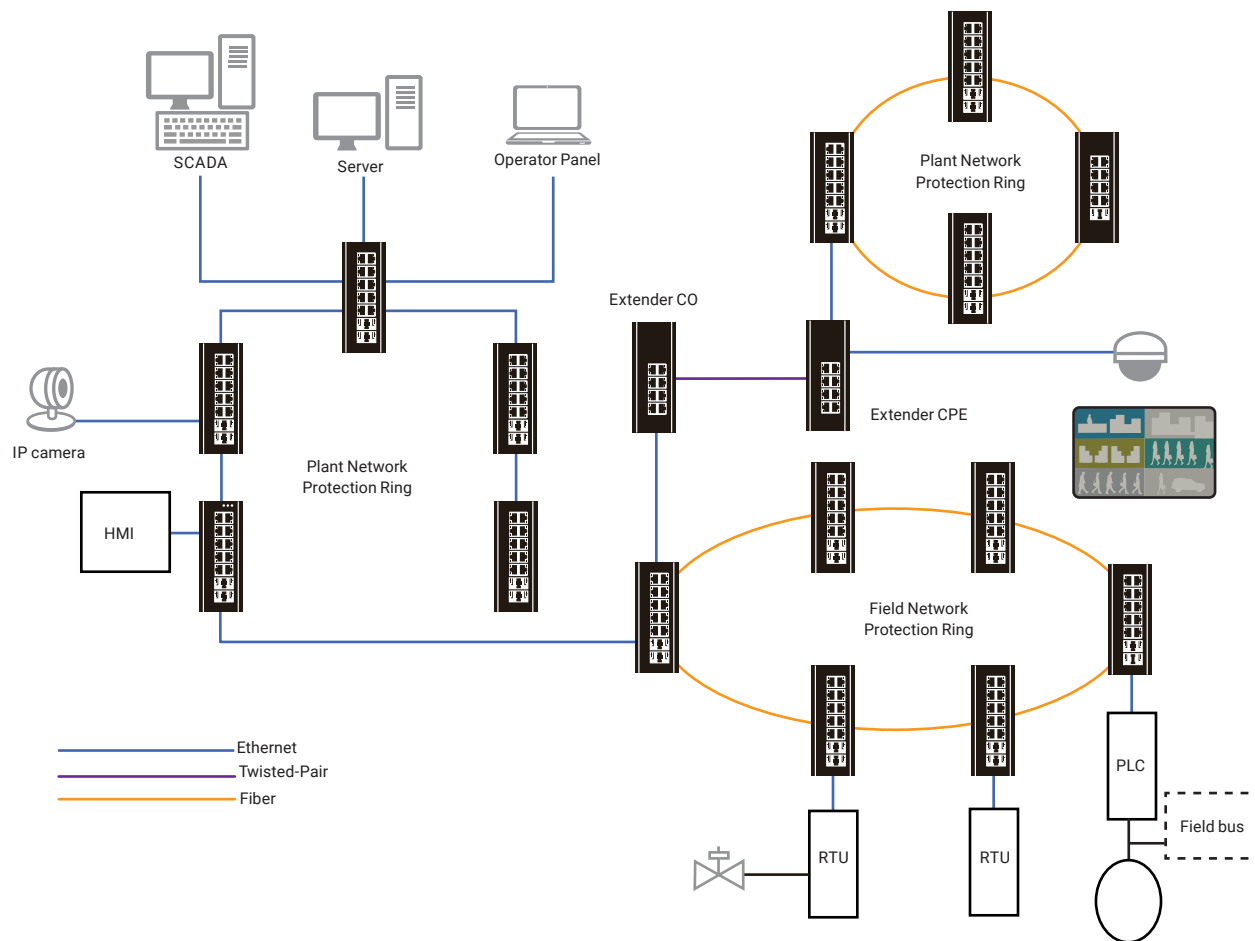 SCADA
Server
Operator Panel
Plant Network
Protection Ring
Extender CO
Extender CPE
IP camera
Plant Network
Protection Ring
HMI
Field Network
Protection Ring
Ethernet
Twisted-Pair
Fiber
PLC
Field bus
RTU
RTU